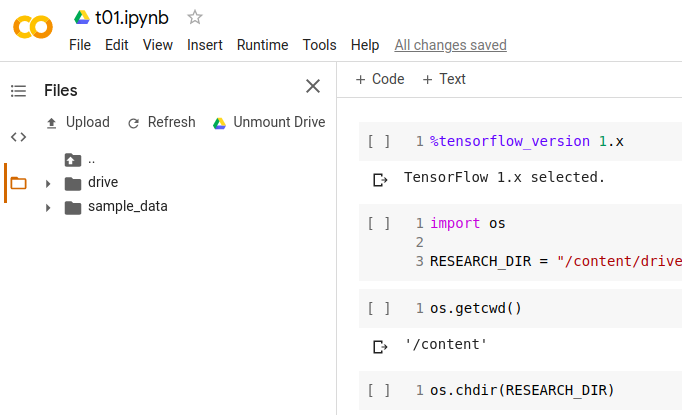 t01.ipynb
File Edit View Insert Runtime Tools Help All changes saved
Files
+ Code + Text
Upload Refresh Unmount Drive
..
drive
sample_data
[ ] 1 %tensorflow_version 1.x
TensorFlow 1.x selected.
[ ] 1 import os
2
3 RESEARCH_DIR = "/content/drive
[ ] 1 os.getcwd()
'/content'
[ ] 1 os.chdir(RESEARCH_DIR)